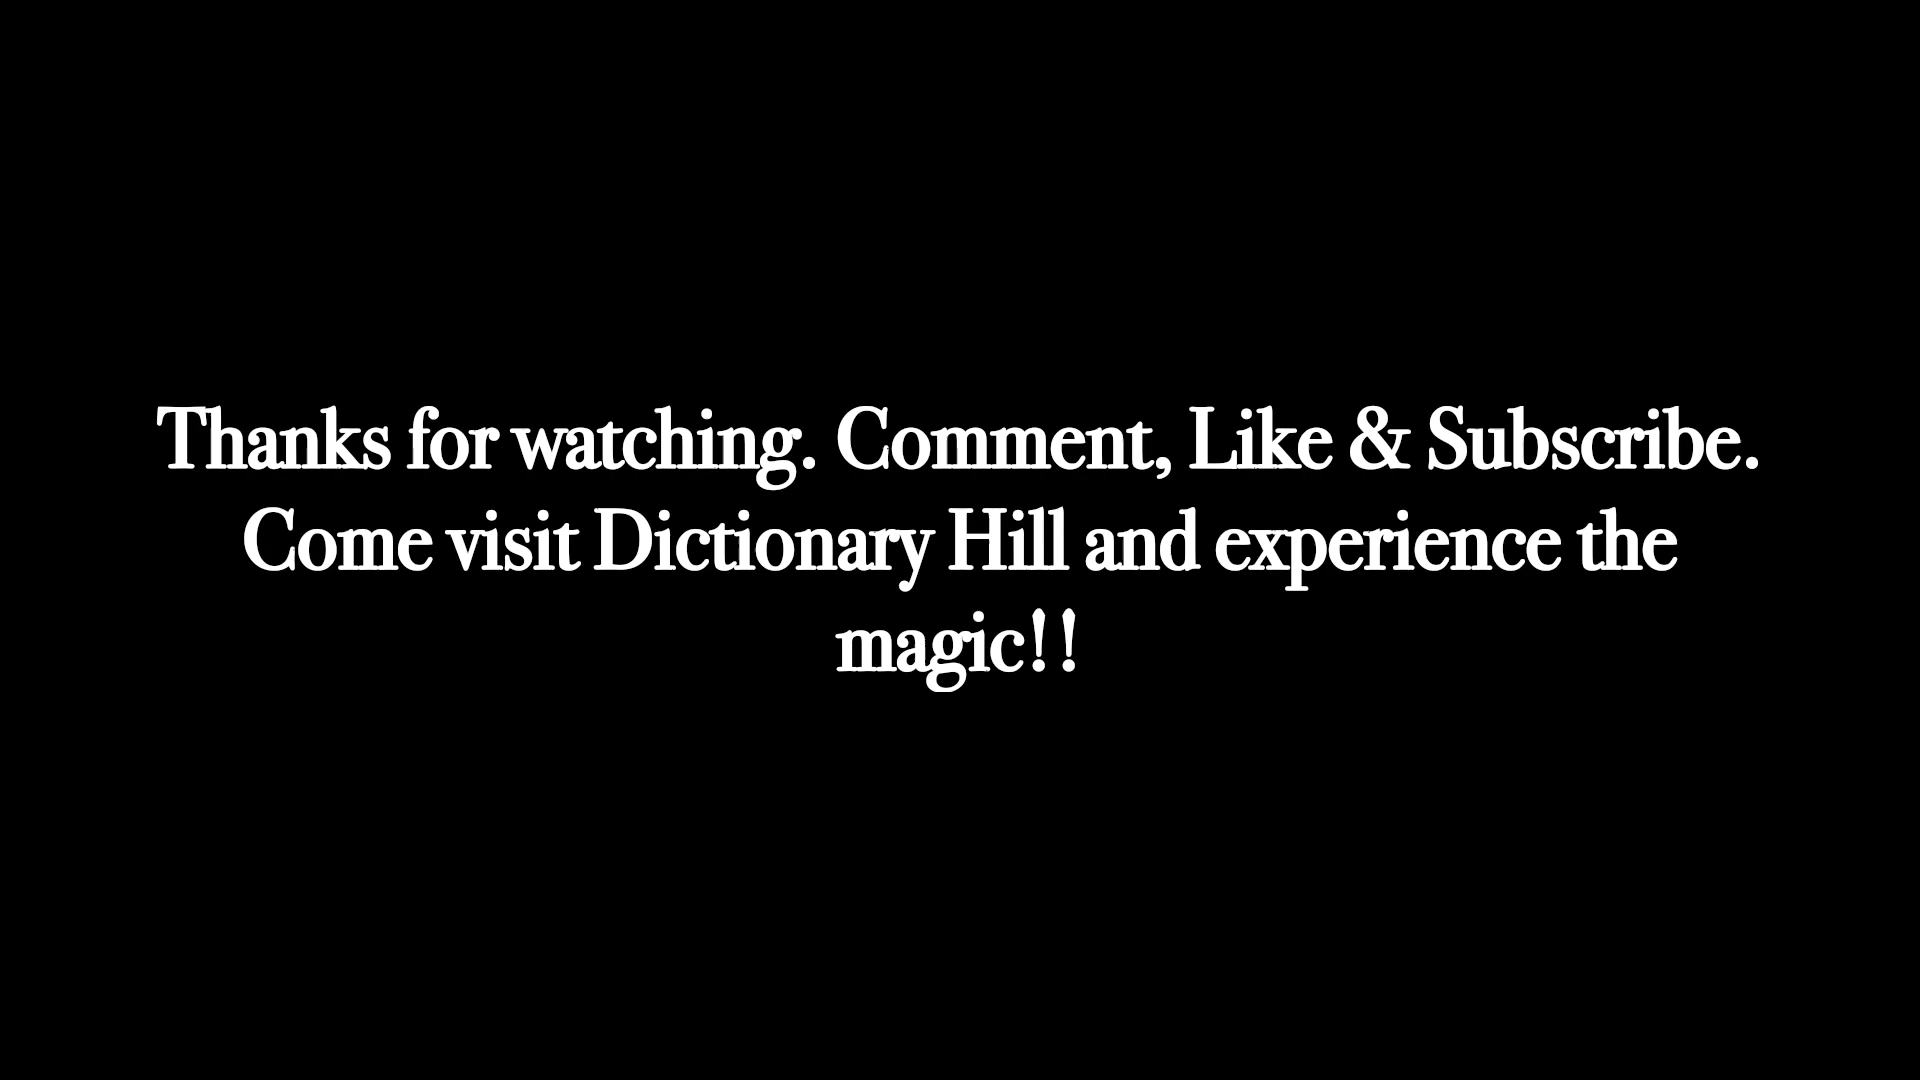 Thanks for watching. Comment, Like & Subscribe.
Come visit Dictionary Hill and experience the
magic!!